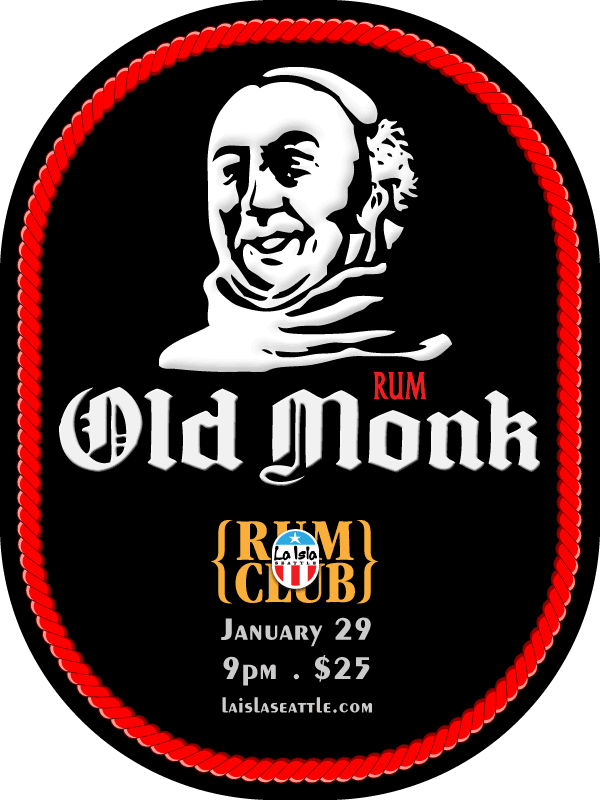 RUM
Old Monk
{RUM
CLUB}
La Isla
SEATTLE
January 29
9pm . $25
laislaseattle.com